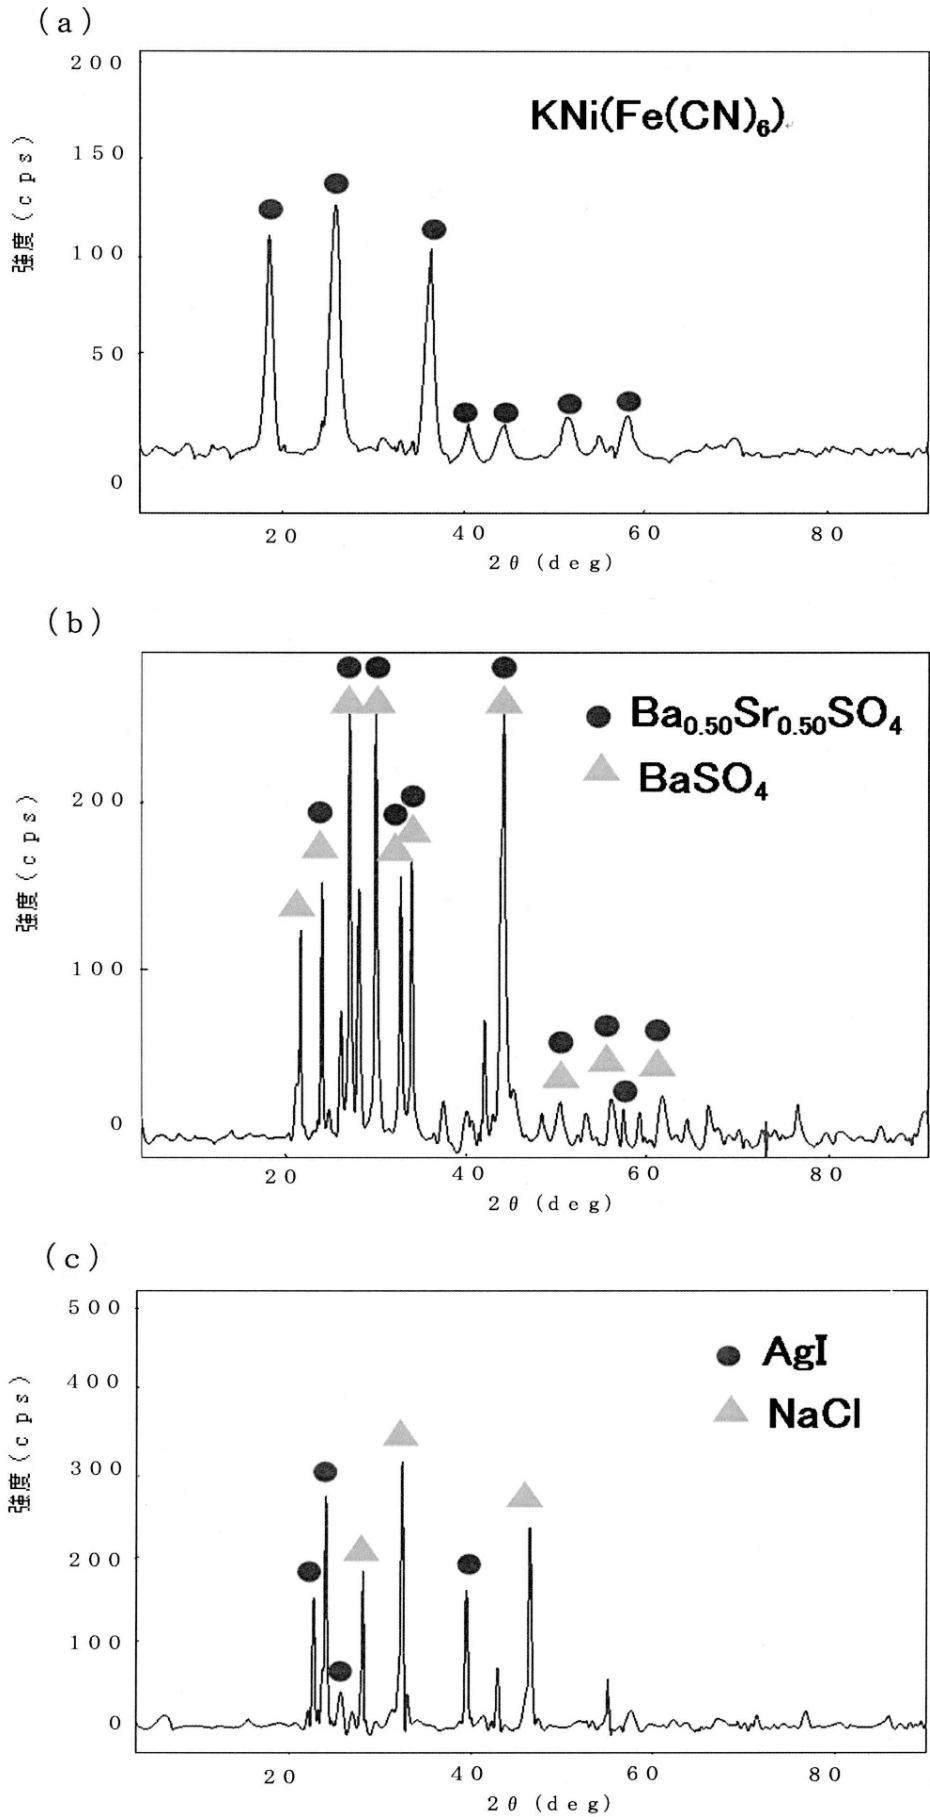 (a)
200
150
100
50
0
強度(cps)
KNi(Fe(CN)₆)
20 40 60 80
2θ (deg)
(b)
200
100
0
強度(cps)
Ba₀.₅₀Sr₀.₅₀SO₄
BaSO₄
20 40 60 80
2θ (deg)
(c)
500
400
300
200
100
0
強度(cps)
AgI
NaCl
20 40 60 80
2θ (deg)